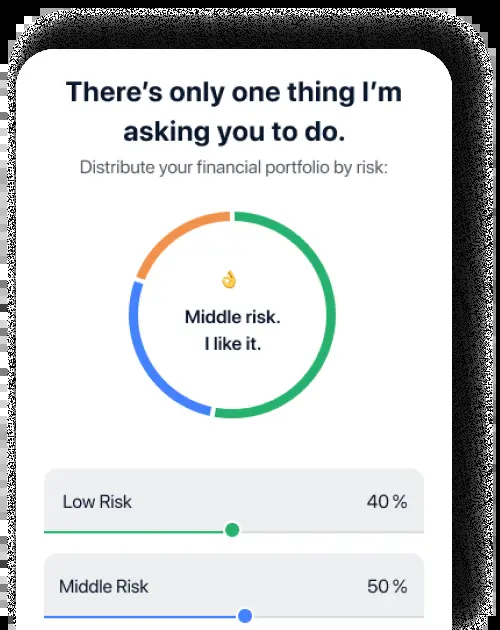 There’s only one thing I’m
asking you to do.
Distribute your financial portfolio by risk:
👌
Middle risk.
I like it.
Low Risk 40 %
Middle Risk 50 %